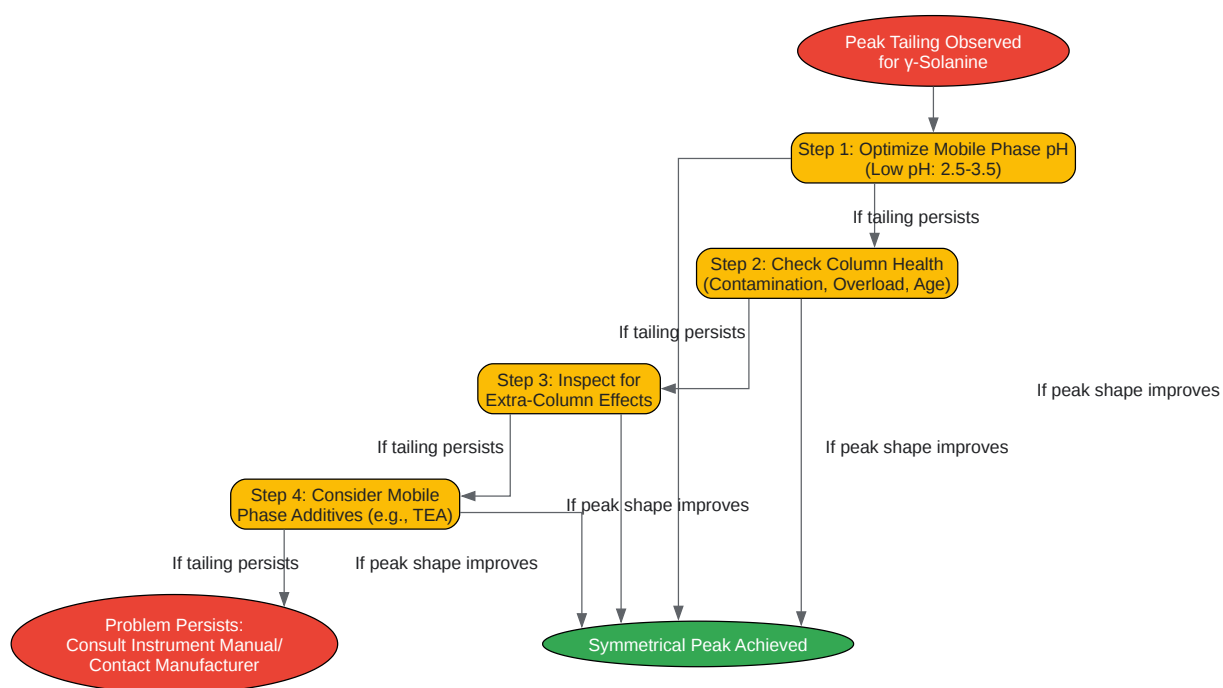 Peak Tailing Observed
for γ-Solanine
Step 1: Optimize Mobile Phase pH
(Low pH: 2.5-3.5)
If tailing persists
Step 2: Check Column Health
(Contamination, Overload, Age)
If tailing persists
Step 3: Inspect for
Extra-Column Effects
If peak shape improves
If tailing persists
If peak shape improves
Step 4: Consider Mobile
Phase Additives (e.g., TEA)
If peak shape improves
If tailing persists
If peak shape improves
Problem Persists:
Consult Instrument Manual/
Contact Manufacturer
Symmetrical Peak Achieved